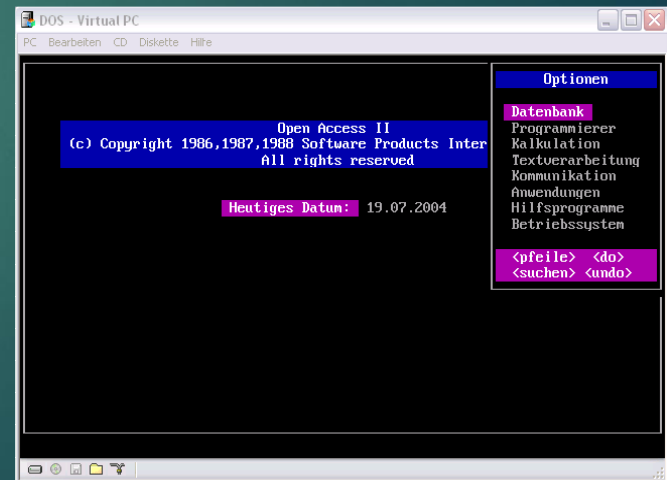 DOS - Virtual PC
PC Bearbeiten CD Diskette Hilfe
Open Access II
(c) Copyright 1986,1987,1988 Software Products Inter
All rights reserved
Heutiges Datum: 19.07.2004
Optionen
Datenbank
Programmierer
Kalkulation
Textverarbeitung
Kommunikation
Anwendungen
Hilfsprogramme
Betriebssystem
<pfeile> <do>
<suchen> <undo>